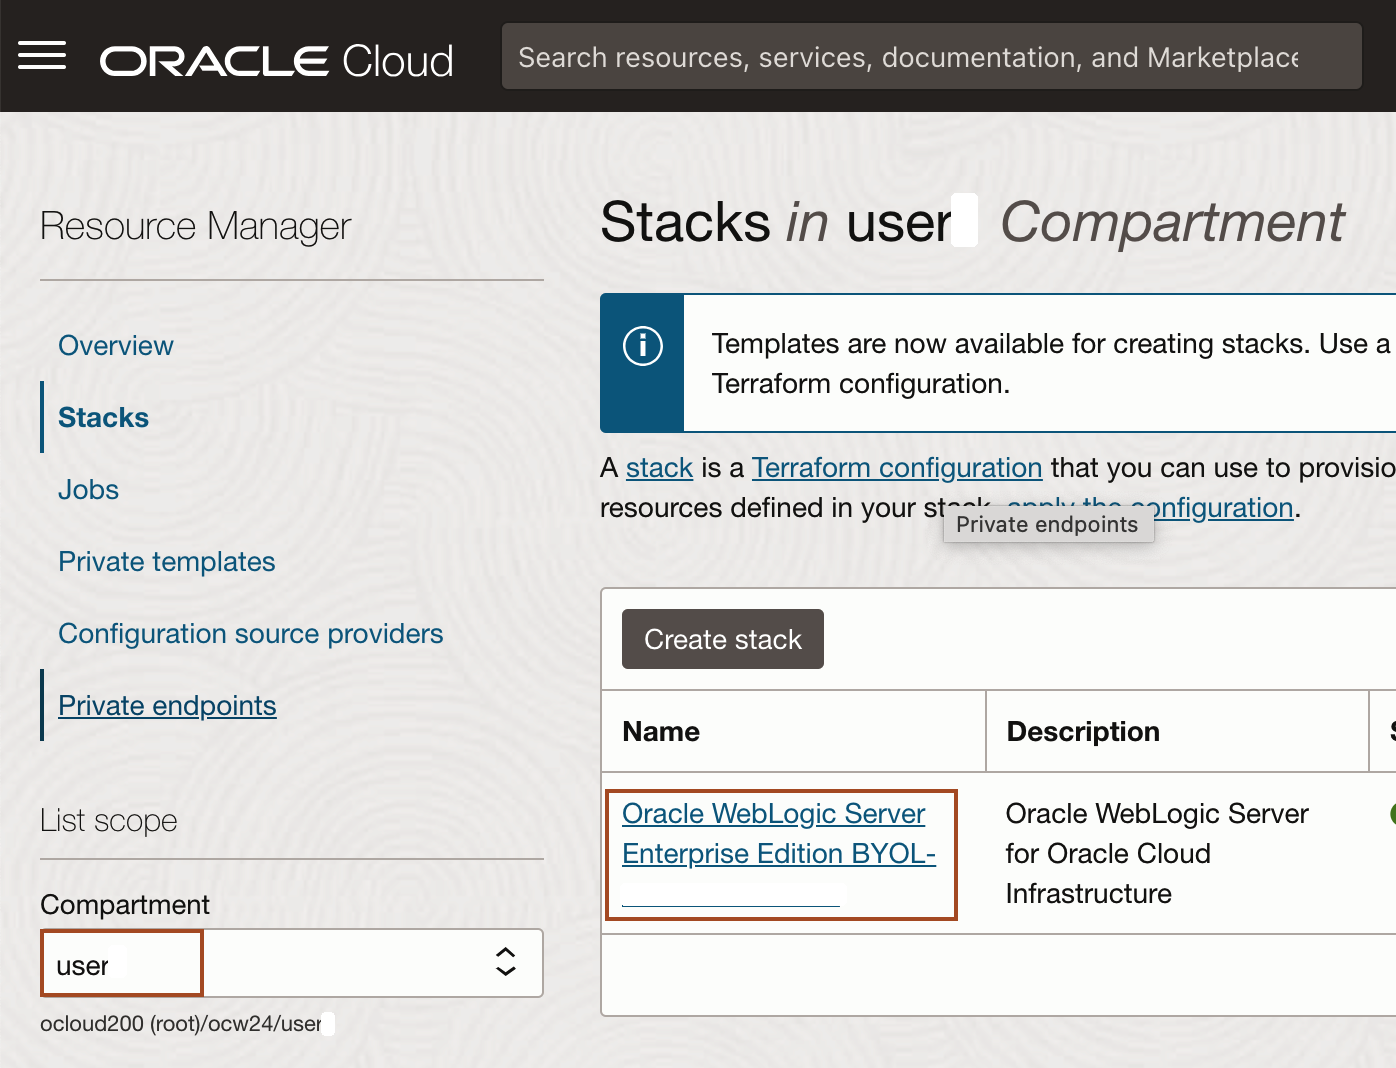 ORACLE Cloud
Search resources, services, documentation, and Marketplace
Resource Manager
Overview
Stacks
Jobs
Private templates
Configuration source providers
Private endpoints
List scope
Compartment
user
ocloud200 (root)/ocw24/user
Stacks in user Compartment
Templates are now available for creating stacks. Use a
Terraform configuration.
A stack is a Terraform configuration that you can use to provisio
resources defined in your stack, apply the configuration.
Private endpoints
Create stack
Name
Description
Oracle WebLogic Server
Enterprise Edition BYOL-
Oracle WebLogic Server
for Oracle Cloud
Infrastructure